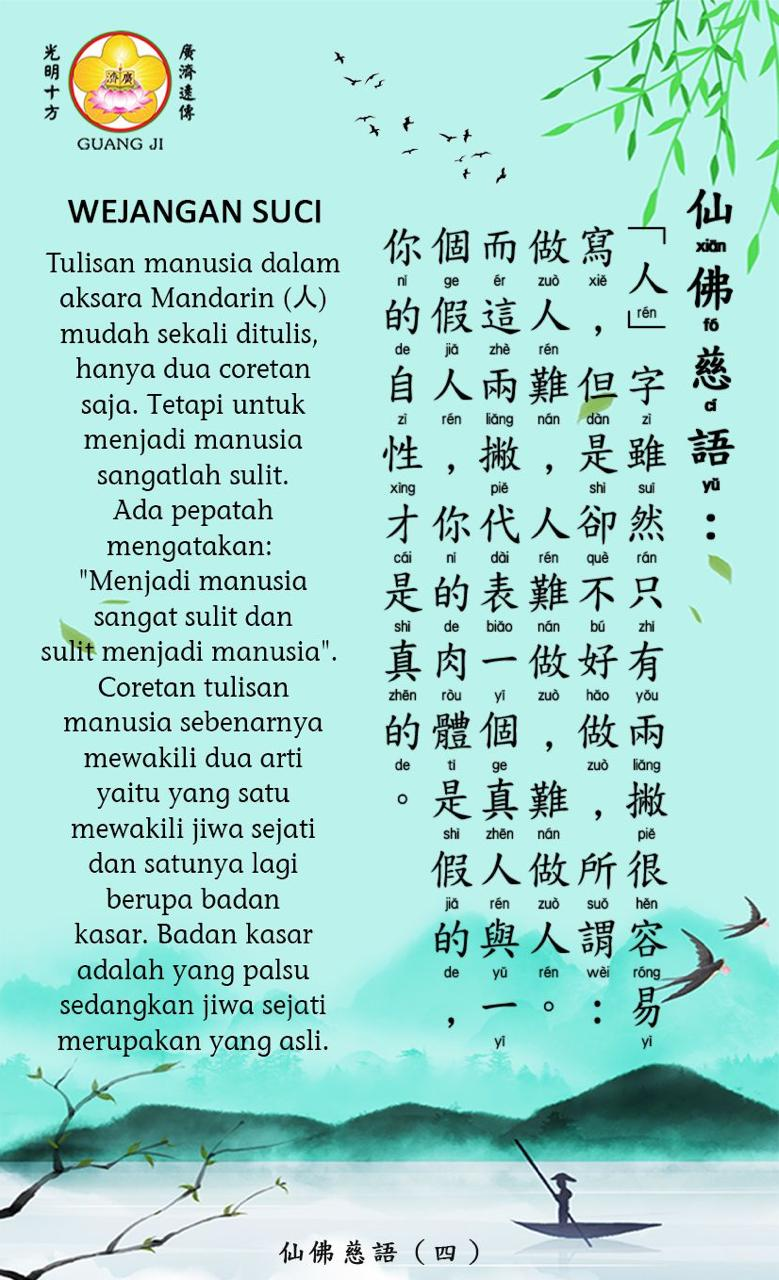 光明十方
廣濟
廣濟遠傳
GUANG JI
WEJANGAN SUCI
Tulisan manusia dalam
aksara Mandarin (人)
mudah sekali ditulis,
hanya dua coretan
saja. Tetapi untuk
menjadi manusia
sangatlah sulit.
Ada pepatah
mengatakan:
"Menjadi manusia
sangat sulit dan
sulit menjadi manusia".
Coretan tulisan
manusia sebenarnya
mewakili dua arti
yaitu yang satu
mewakili jiwa sejati
dan satunya lagi
berupa badan
kasar. Badan kasar
adalah yang palsu
sedangkan jiwa sejati
merupakan yang asli.
仙佛慈語：
xiān fó cí yǔ
「人」字雖然只有兩撇很容易
rén zì suī rán zhǐ yǒu liǎng piě hěn róng yì
寫，但是卻不好做，所謂：
xiě dàn shì què bú hǎo zuò suǒ wèi
做人難，人難做，難做人。
zuò rén nán rén nán zuò nán zuò rén
而這兩撇代表一個真人與一
ér zhè liǎng piě dài biǎo yī ge zhēn rén yǔ yī
個假人，你的肉體是假的，
ge jiǎ rén nǐ de ròu tǐ shì jiǎ de
你的自性才是真的。
nǐ de zì xìng cái shì zhēn de
仙佛慈語（四）